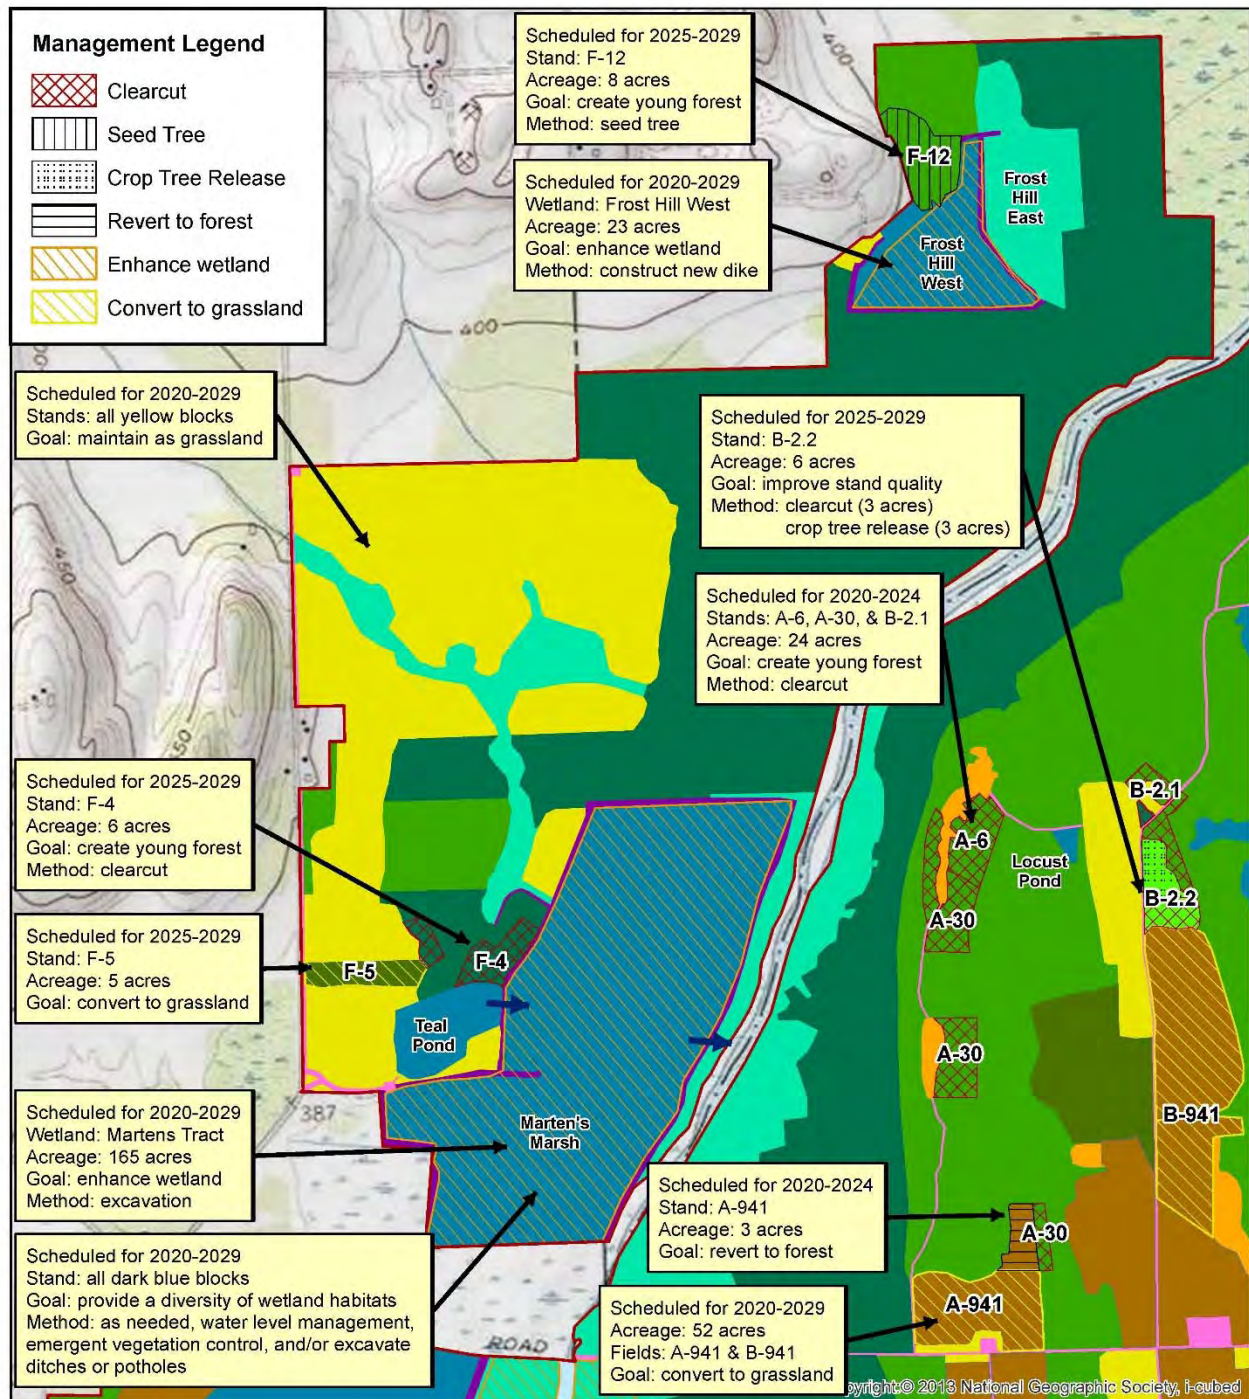 Management Legend
Clearcut
Seed Tree
Crop Tree Release
Revert to forest
Enhance wetland
Convert to grassland
Scheduled for 2025-2029
Stand: F-12
Acreage: 8 acres
Goal: create young forest
Method: seed tree
Scheduled for 2020-2029
Wetland: Frost Hill West
Acreage: 23 acres
Goal: enhance wetland
Method: construct new dike
400
F-12
Frost
Hill
East
Frost
Hill
West
400
Scheduled for 2020-2029
Stands: all yellow blocks
Goal: maintain as grassland
Scheduled for 2025-2029
Stand: B-2.2
Acreage: 6 acres
Goal: improve stand quality
Method: clearcut (3 acres)
crop tree release (3 acres)
450
Scheduled for 2020-2024
Stands: A-6, A-30, & B-2.1
Acreage: 24 acres
Goal: create young forest
Method: clearcut
450
Scheduled for 2025-2029
Stand: F-4
Acreage: 6 acres
Goal: create young forest
Method: clearcut
B-2.1
A-6
Locust
Pond
B-2.2
A-30
Scheduled for 2025-2029
Stand: F-5
Acreage: 5 acres
Goal: convert to grassland
F-5
F-4
Teal
Pond
A-30
387
Marten's
Marsh
B-941
Scheduled for 2020-2029
Wetland: Martens Tract
Acreage: 165 acres
Goal: enhance wetland
Method: excavation
Scheduled for 2020-2024
Stand: A-941
Acreage: 3 acres
Goal: revert to forest
A-30
Scheduled for 2020-2029
Stand: all dark blue blocks
Goal: provide a diversity of wetland habitats
Method: as needed, water level management,
emergent vegetation control, and/or excavate
ditches or potholes
ROAD
Scheduled for 2020-2029
Acreage: 52 acres
Fields: A-941 & B-941
Goal: convert to grassland
A-941
pyright:© 2013 National Geographic Society, i-cubed